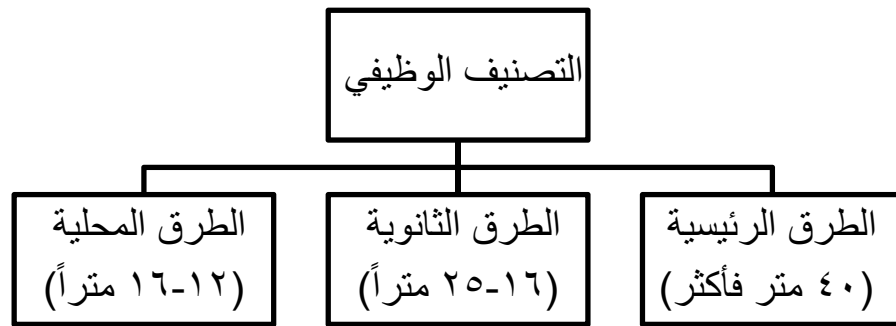 التصنيف الوظيفي
الطرق الرئيسية
(٤٠ متر فأكثر)
الطرق الثانوية
(١٦-٢٥ متراً)
الطرق المحلية
(١٢-١٦ متراً)